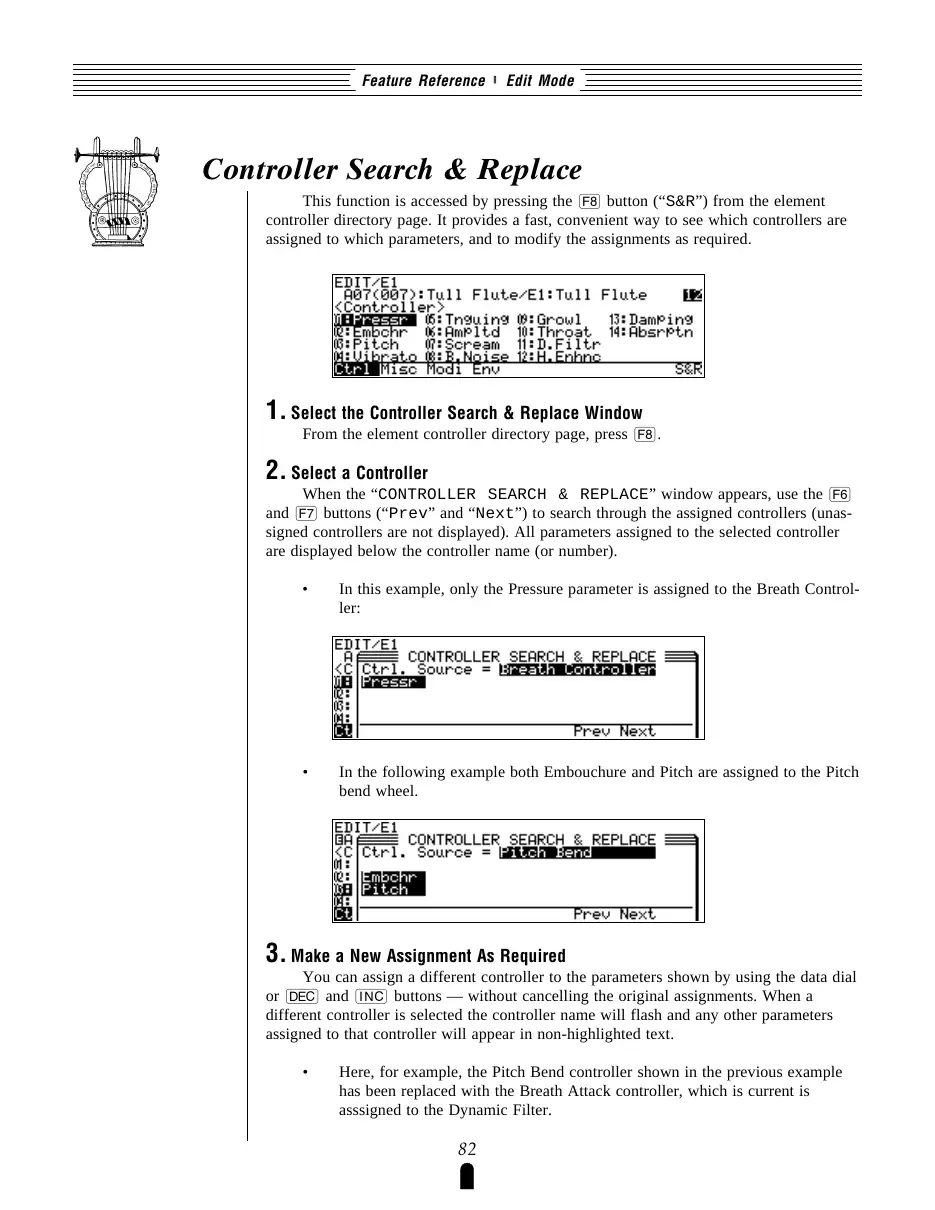 Feature Reference Edit Mode
Controller Search & Replace
This function is accessed by pressing the F8 button (“S&R”) from the element
controller directory page. It provides a fast, convenient way to see which controllers are
assigned to which parameters, and to modify the assignments as required.
EDIT/E1
A07(007):Tull Flute/E1:Tull Flute 12
<Controller>
01:Pressr 05:Tnguing 09:Growl 13:Damping
02:Embchr 06:Ampltd 10:Throat 14:Absrptn
03:Pitch 07:Scream 11:D.Filtr
04:Vibrato 08:B.Noise 12:H.Enhnc
Ctrl Misc Modi Env S&R
1. Select the Controller Search & Replace Window
From the element controller directory page, press F8.
2. Select a Controller
When the “CONTROLLER SEARCH & REPLACE” window appears, use the F6
and F7 buttons (“Prev” and “Next”) to search through the assigned controllers (unas-
signed controllers are not displayed). All parameters assigned to the selected controller
are displayed below the controller name (or number).
• In this example, only the Pressure parameter is assigned to the Breath Control-
ler:
EDIT/E1
A CONTROLLER SEARCH & REPLACE
<C Ctrl. Source = Breath Controller
01: Pressr
02:
03:
04:
Ct Prev Next
• In the following example both Embouchure and Pitch are assigned to the Pitch
bend wheel.
EDIT/E1
EA CONTROLLER SEARCH & REPLACE
<C Ctrl. Source = Pitch Bend
01:
02: Embchr
03: Pitch
04:
Ct Prev Next
3. Make a New Assignment As Required
You can assign a different controller to the parameters shown by using the data dial
or DEC and INC buttons — without cancelling the original assignments. When a
different controller is selected the controller name will flash and any other parameters
assigned to that controller will appear in non-highlighted text.
• Here, for example, the Pitch Bend controller shown in the previous example
has been replaced with the Breath Attack controller, which is current is
asssigned to the Dynamic Filter.
82